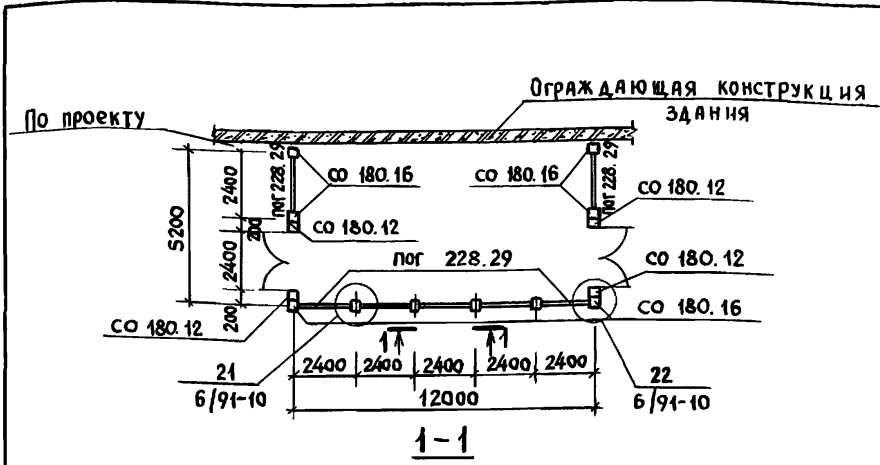 Ограждающая конструкция
здания
По проекту
ПОГ 228.29
СО 180.16
СО 180.16
ПОГ 228.29
СО 180.12
2400
5200
200
СО 180.12
2400
ПОГ 228.29
СО 180.12
СО 180.16
200
СО 180.12
1 1
2400 2400 2400 2400 2400
21
6/91-10
22
6/91-10
12000
1-1